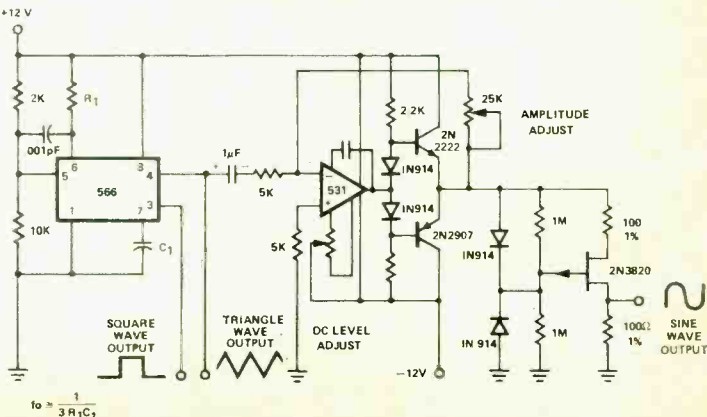 +12 V
2K
R1
.001pF
6
8
5
566
4
3
1
7
10K
C1
SQUARE
WAVE
OUTPUT
TRIANGLE
WAVE
OUTPUT
fo ≅ 1
3 R1C1
1μF
5K
5K
−
531
+
DC LEVEL
ADJUST
2.2K
IN914
IN914
2N
2222
2N2907
−12V
25K
AMPLITUDE
ADJUST
IN914
IN 914
1M
1M
100
1%
2N3820
100Ω
1%
SINE
WAVE
OUTPUT